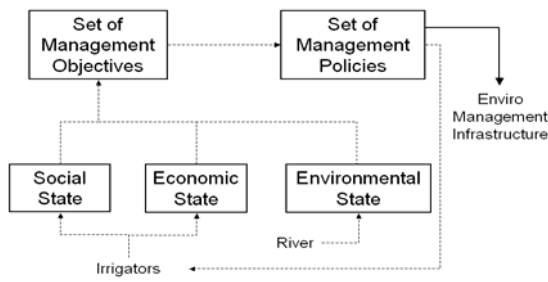 Set of
Management
Objectives
Set of
Management
Policies
Enviro
Management
Infrastructure
Social
State
Economic
State
Environmental
State
River
Irrigators